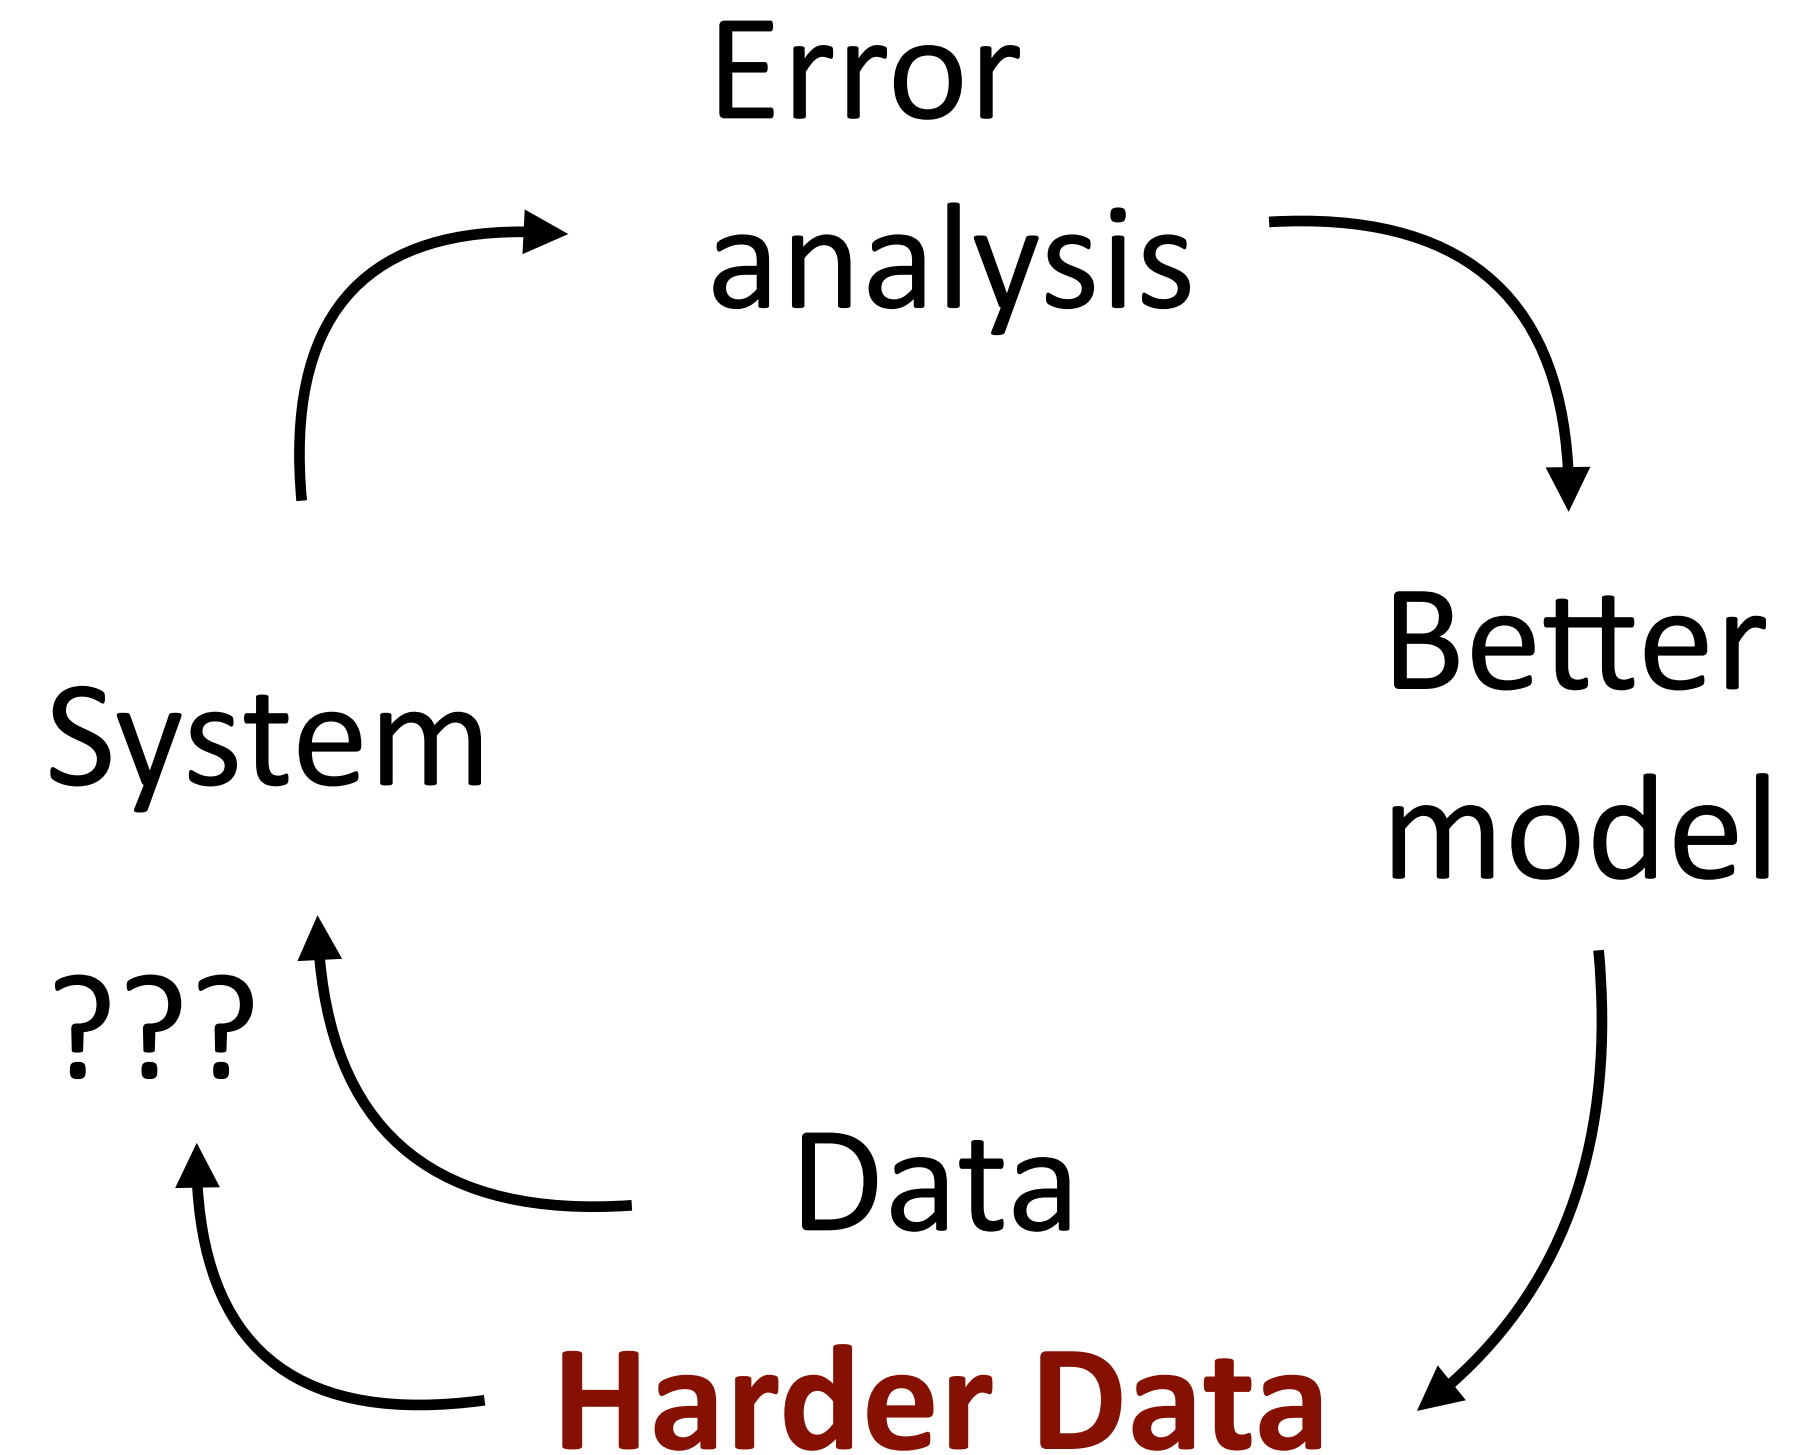 Error
analysis
Better
model
System
???
Data
Harder Data